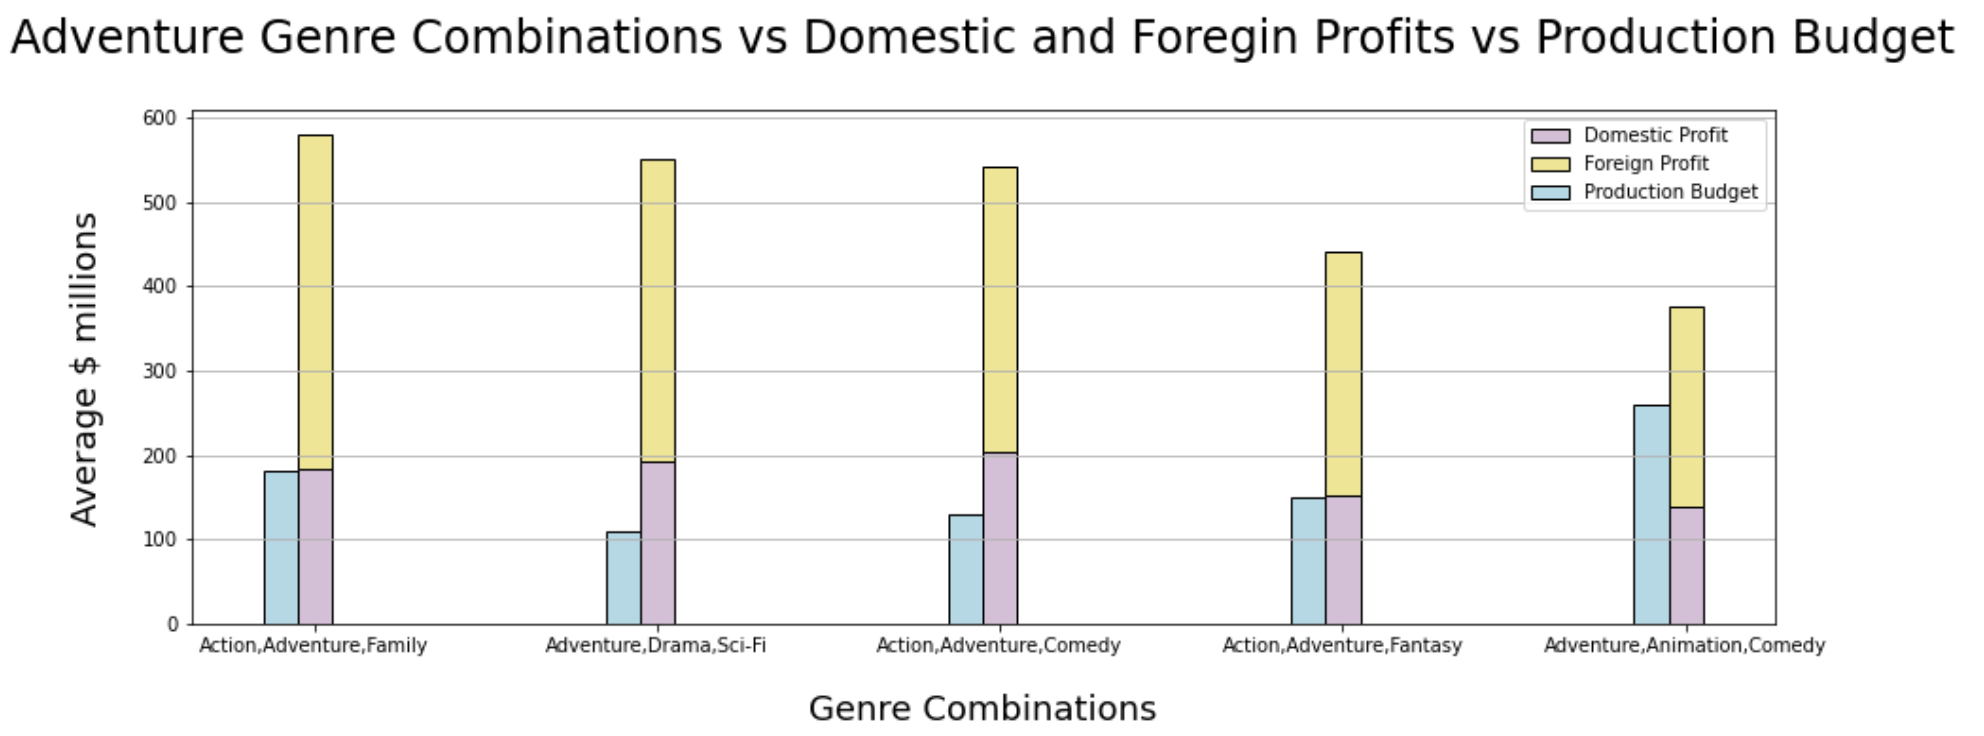 Adventure Genre Combinations vs Domestic and Foregin Profits vs Production Budget
600
500
400
300
200
100
0
Average $ millions
Domestic Profit
Foreign Profit
Production Budget
Action,Adventure,Family
Adventure,Drama,Sci-Fi
Action,Adventure,Comedy
Action,Adventure,Fantasy
Adventure,Animation,Comedy
Genre Combinations